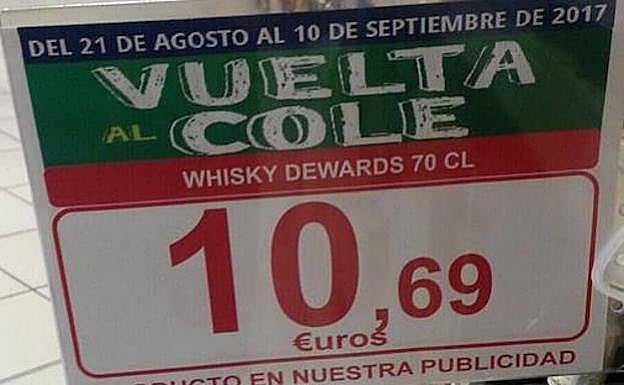 DEL 21 DE AGOSTO AL 10 DE SEPTIEMBRE DE 2017
VUELTA
AL COLE
WHISKY DEWARDS 70 CL
10,69
€uros
EN NUESTRA PUBLICIDAD